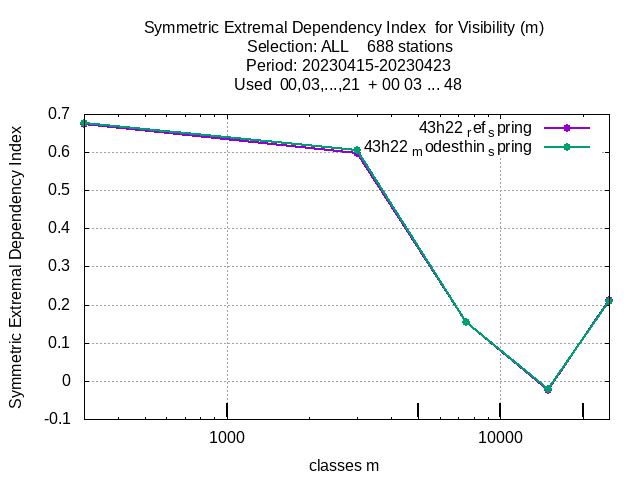 Symmetric Extremal Dependency Index  for Visibility (m)
Selection: ALL    688 stations
Period: 20230415-20230423
Used  00,03,...,21  + 00 03 ... 48
43h22 ref spring
43h22 modesthin spring
Symmetric Extremal Dependency Index
0.7
0.6
0.5
0.4
0.3
0.2
0.1
0
-0.1
1000 10000
classes m